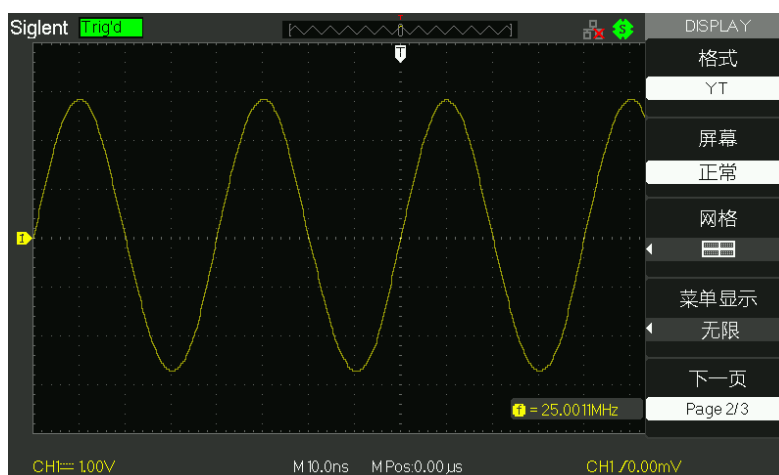 Siglent Trig'd
T
S
DISPLAY
格式
YT
屏幕
正常
网格
菜单显示
无限
下一页
Page 2/3
1
f = 25.0011MHz
CH1 1.00V M 10.0ns M Pos:0.00μs CH1 0.00mV